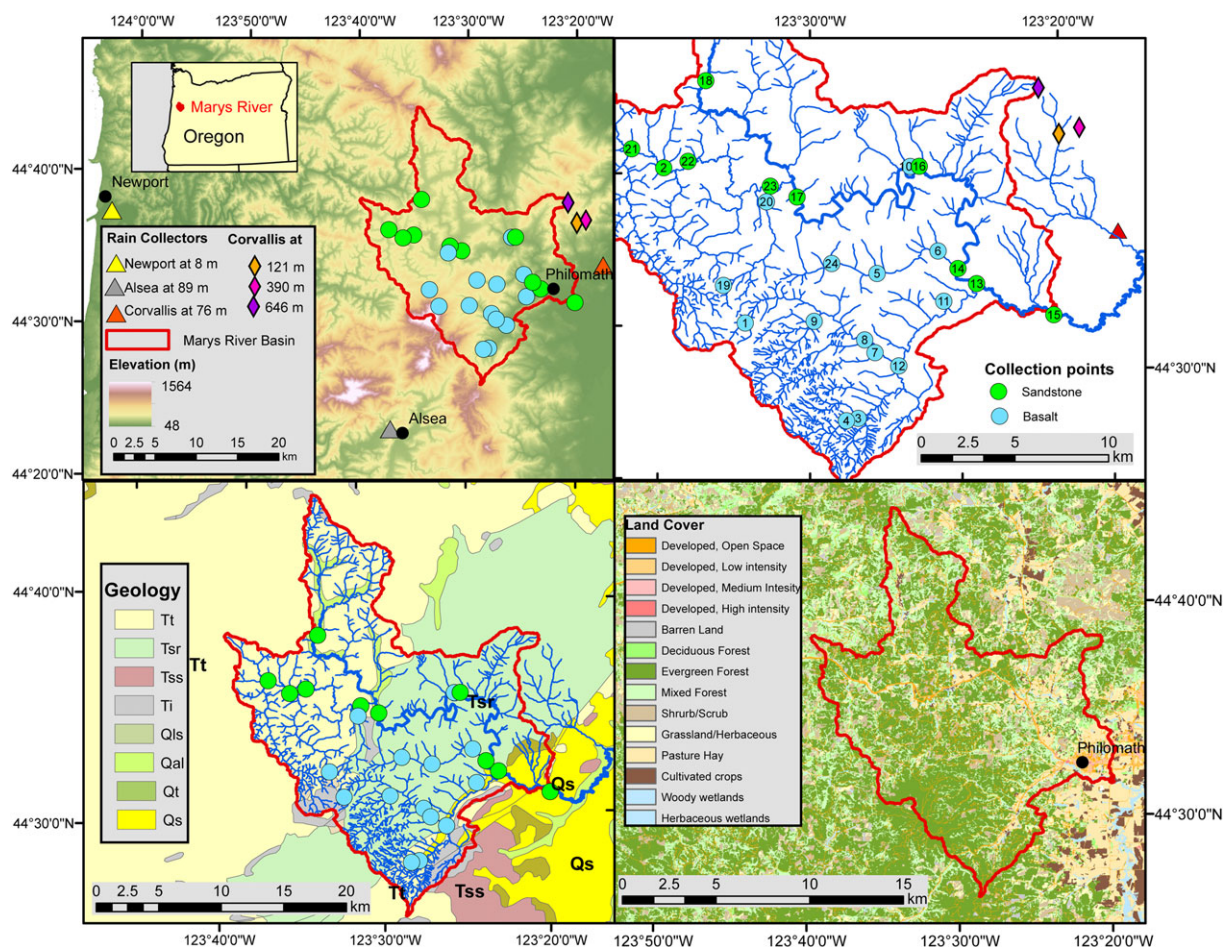 123°50'0"W 123°40'0"W 123°30'0"W 123°20'0"W
123°30'0"W 123°20'0"W
44°40'0"N
44°30'0"N
44°20'0"N
Marys River
Oregon
Newport
Philomath
Alsea
Rain Collectors
Newport at 8 m
Alsea at 89 m
Corvallis at 76 m
Corvallis at
121 m
390 m
646 m
Marys River Basin
Elevation (m)
1564
48
0 2.5 5 10 15 20
km
18
21
2
22
10
16
23
20
17
6
24
5
14
13
19
11
15
1
9
8
7
12
4
3
44°30'0"N
Collection points
Sandstone
Basalt
0 2.5 5 10
km
Geology
Tt
Tsr
Tss
Ti
Qls
Qal
Qt
Qs
Tt
Tsr
Qs
Qs
Tt
Tss
44°40'0"N
44°30'0"N
0 2.5 5 10 15 20
km
123°40'0"W 123°30'0"W 123°20'0"W
Land Cover
Developed, Open Space
Developed, Low intensity
Developed, Medium Intesity
Developed, High intensity
Barren Land
Deciduous Forest
Evergreen Forest
Mixed Forest
Shrurb/Scrub
Grassland/Herbaceous
Pasture Hay
Cultivated crops
Woody wetlands
Herbaceous wetlands
Philomath
44°40'0"N
44°30'0"N
0 2.5 5 10 15
km
123°50'0"W 123°40'0"W 123°30'0"W 123°20'0"W